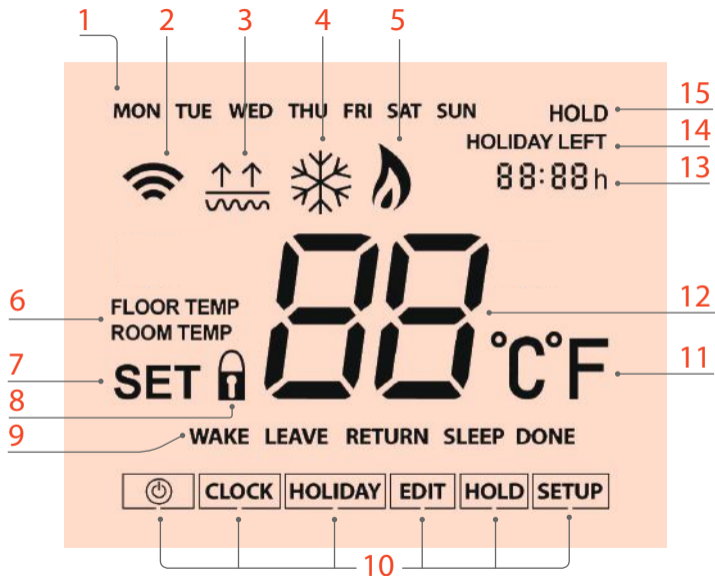 1 2 3 4 5
MON TUE WED THU FRI SAT SUN
HOLD 15
HOLIDAY LEFT 14
88:88h 13
6 FLOOR TEMP
ROOM TEMP
88 12
7 SET
°C°F 11
8
9 WAKE LEAVE RETURN SLEEP DONE
CLOCK HOLIDAY EDIT HOLD SETUP
10